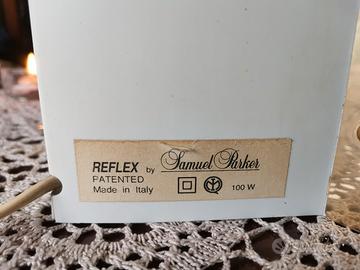 REFLEX by Samuel Parker
PATENTED
Made in Italy 100 W